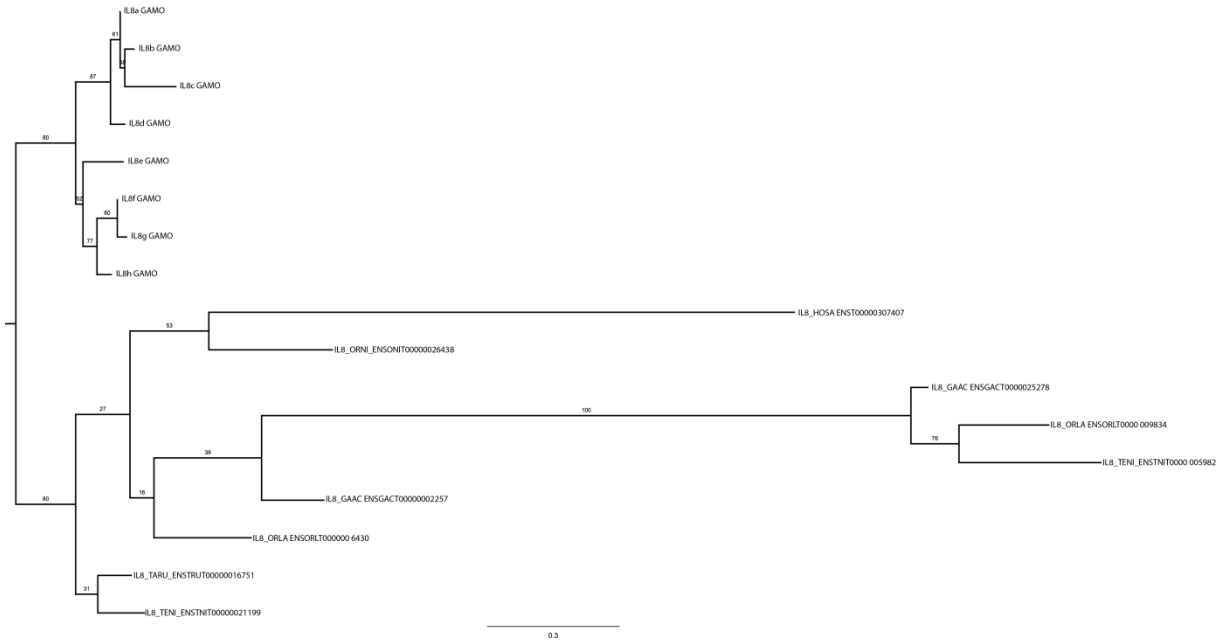 IL8a GAMO
61
IL8b GAMO
IL8c GAMO
87
IL8d GAMO
80
IL8e GAMO
52
IL8f GAMO
80
IL8g GAMO
77
IL8h GAMO
IL8_HOSA ENST00000307407
53
IL8_ORNI_ENSONIT00000026438
IL8_GAAC ENSGACT0000025278
27
100
IL8_ORLA ENSORLT0000 009834
76
IL8_TENI_ENSTNIT0000 005982
39
16
IL8_GAAC ENSGACT00000002257
80
IL8_ORLA ENSORLT000000 6430
IL8_TARU_ENSTRUT00000016751
31
IL8_TENI_ENSTNIT00000021199
0.3